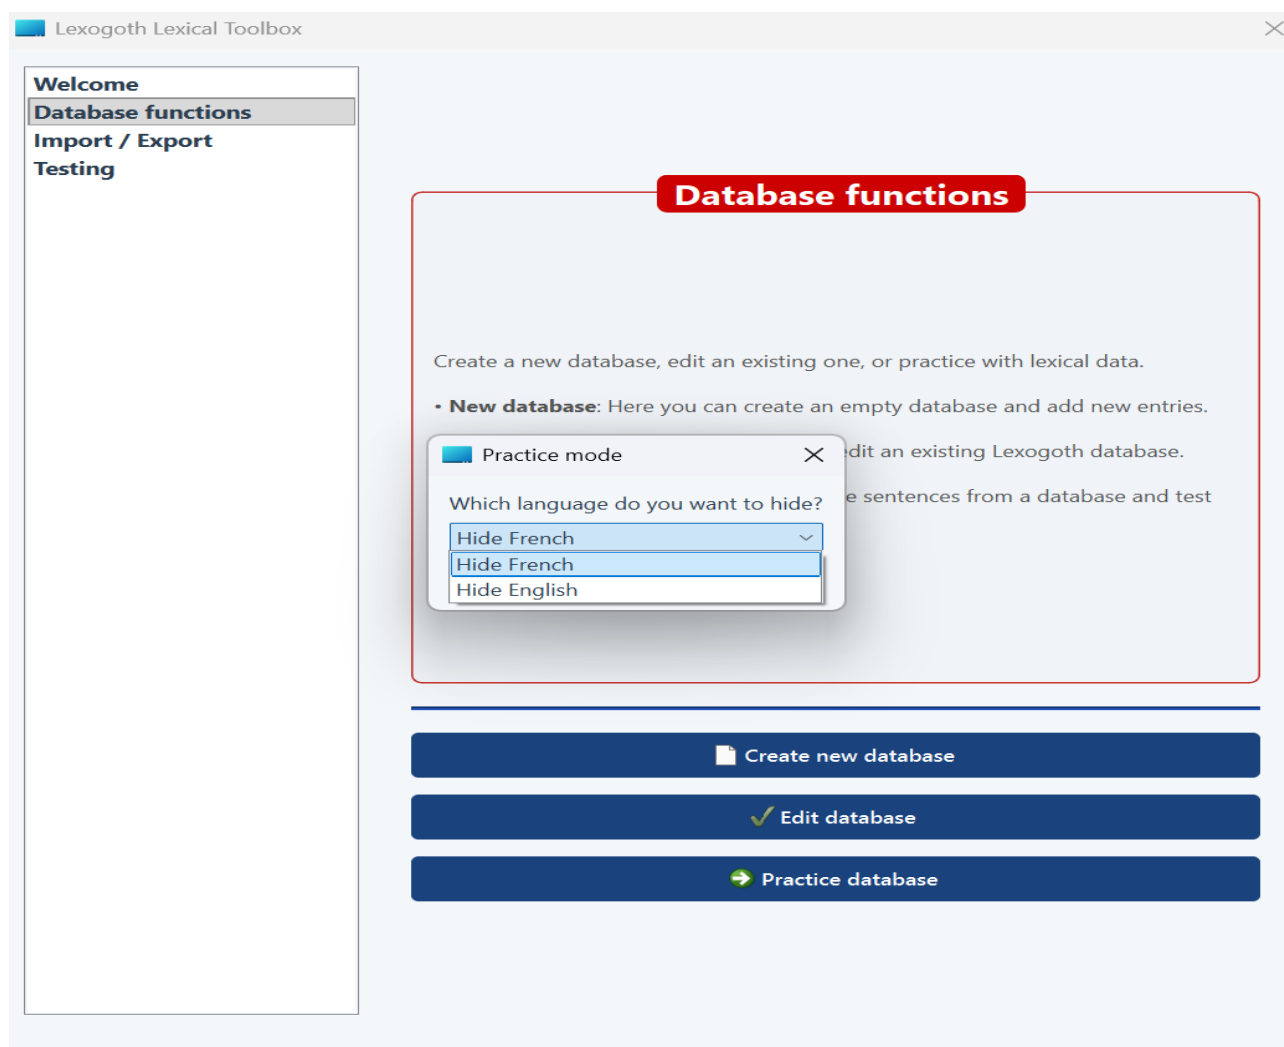 Lexogoth Lexical Toolbox
Welcome
Database functions
Import / Export
Testing
Database functions
Create a new database, edit an existing one, or practice with lexical data.
• New database: Here you can create an empty database and add new entries.
edit an existing Lexogoth database.
sentences from a database and test
Practice mode
Which language do you want to hide?
Hide French
Hide French
Hide English
Create new database
Edit database
Practice database